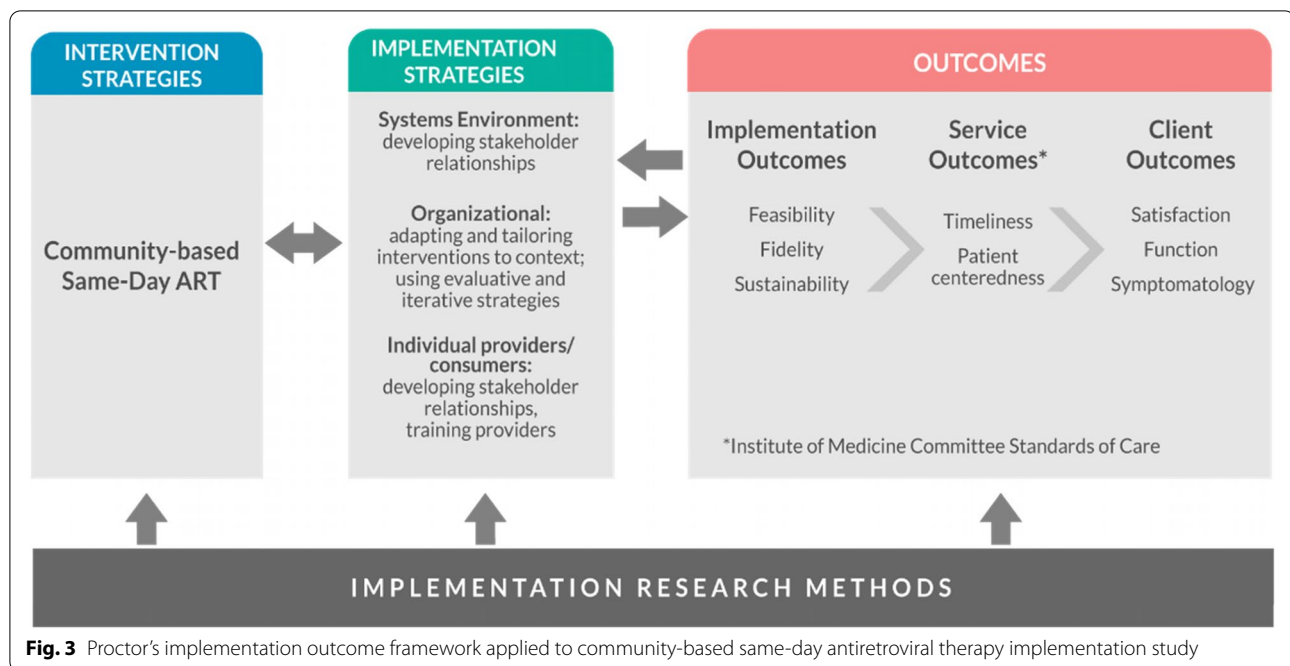 INTERVENTION
STRATEGIES
Community-based
Same-Day ART
IMPLEMENTATION
STRATEGIES
Systems Environment:
developing stakeholder
relationships
Organizational:
adapting and tailoring
interventions to context;
using evaluative and
iterative strategies
Individual providers/
consumers:
developing stakeholder
relationships,
training providers
OUTCOMES
Implementation
Outcomes
Feasibility
Fidelity
Sustainability
Service
Outcomes*
Timeliness
Patient
centeredness
Client
Outcomes
Satisfaction
Function
Symptomatology
*Institute of Medicine Committee Standards of Care
IMPLEMENTATION RESEARCH METHODS
Fig. 3 Proctor's implementation outcome framework applied to community-based same-day antiretroviral therapy implementation study